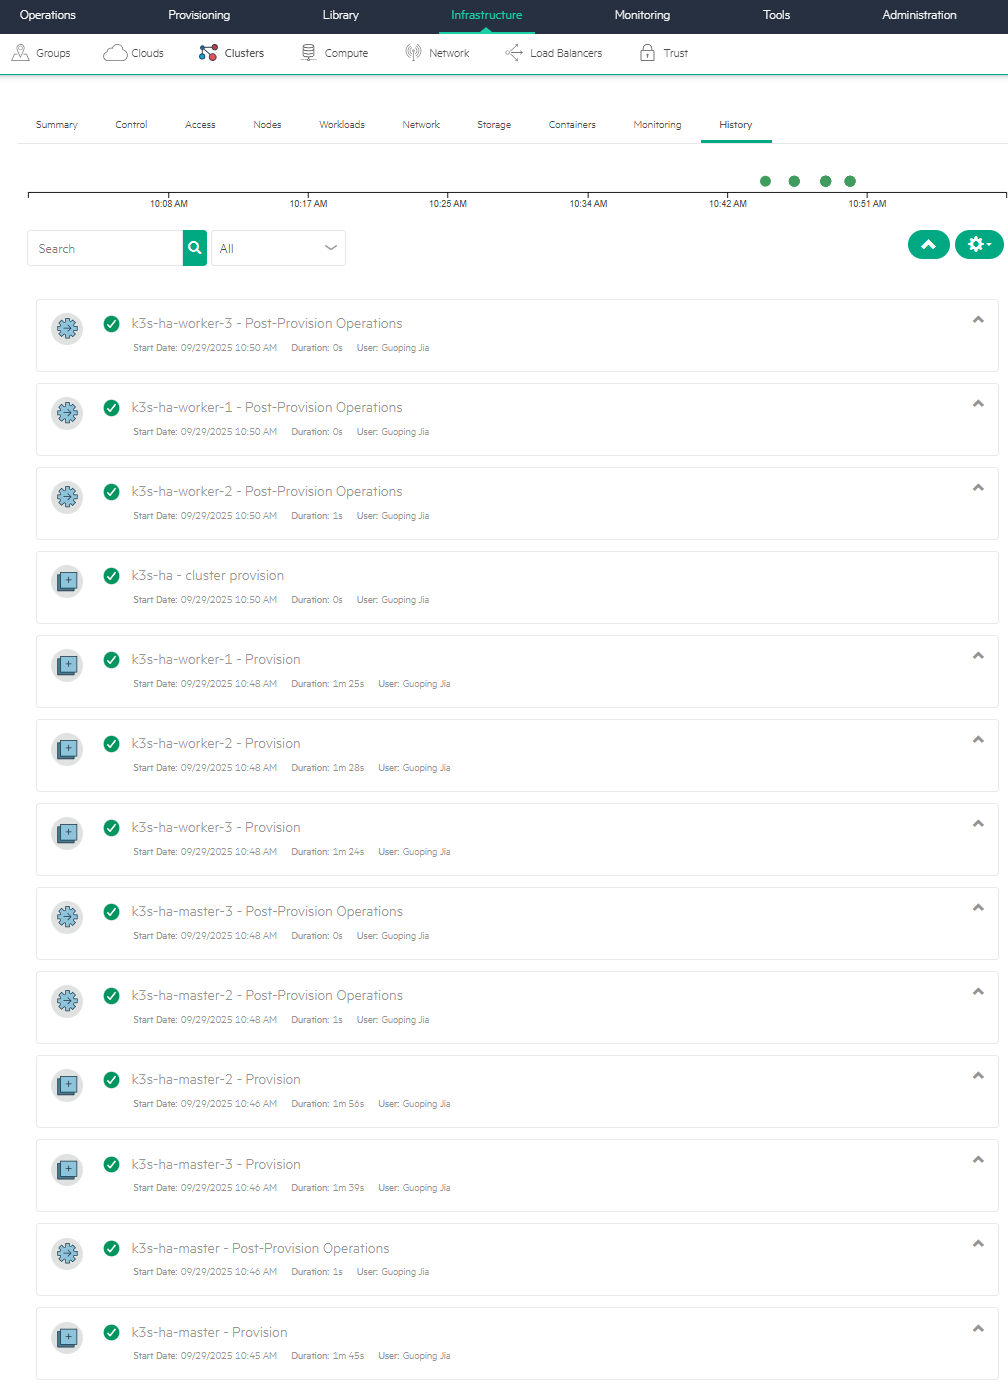 Operations Provisioning Library Infrastructure Monitoring Tools Administration
Groups Clouds Clusters Compute Network Load Balancers Trust
Summary Control Access Nodes Workloads Network Storage Containers Monitoring History
10:08 AM 10:17 AM 10:25 AM 10:34 AM 10:42 AM 10:51 AM
Search All
k3s-ha-worker-3 - Post-Provision Operations
Start Date: 09/29/2025 10:50 AM Duration: 0s User: Guoping Jia
k3s-ha-worker-1 - Post-Provision Operations
Start Date: 09/29/2025 10:50 AM Duration: 0s User: Guoping Jia
k3s-ha-worker-2 - Post-Provision Operations
Start Date: 09/29/2025 10:50 AM Duration: 1s User: Guoping Jia
k3s-ha - cluster provision
Start Date: 09/29/2025 10:50 AM Duration: 0s User: Guoping Jia
k3s-ha-worker-1 - Provision
Start Date: 09/29/2025 10:48 AM Duration: 1m 25s User: Guoping Jia
k3s-ha-worker-2 - Provision
Start Date: 09/29/2025 10:48 AM Duration: 1m 28s User: Guoping Jia
k3s-ha-worker-3 - Provision
Start Date: 09/29/2025 10:48 AM Duration: 1m 24s User: Guoping Jia
k3s-ha-master-3 - Post-Provision Operations
Start Date: 09/29/2025 10:48 AM Duration: 0s User: Guoping Jia
k3s-ha-master-2 - Post-Provision Operations
Start Date: 09/29/2025 10:48 AM Duration: 1s User: Guoping Jia
k3s-ha-master-2 - Provision
Start Date: 09/29/2025 10:46 AM Duration: 1m 56s User: Guoping Jia
k3s-ha-master-3 - Provision
Start Date: 09/29/2025 10:46 AM Duration: 1m 39s User: Guoping Jia
k3s-ha-master - Post-Provision Operations
Start Date: 09/29/2025 10:46 AM Duration: 1s User: Guoping Jia
k3s-ha-master - Provision
Start Date: 09/29/2025 10:45 AM Duration: 1m 45s User: Guoping Jia